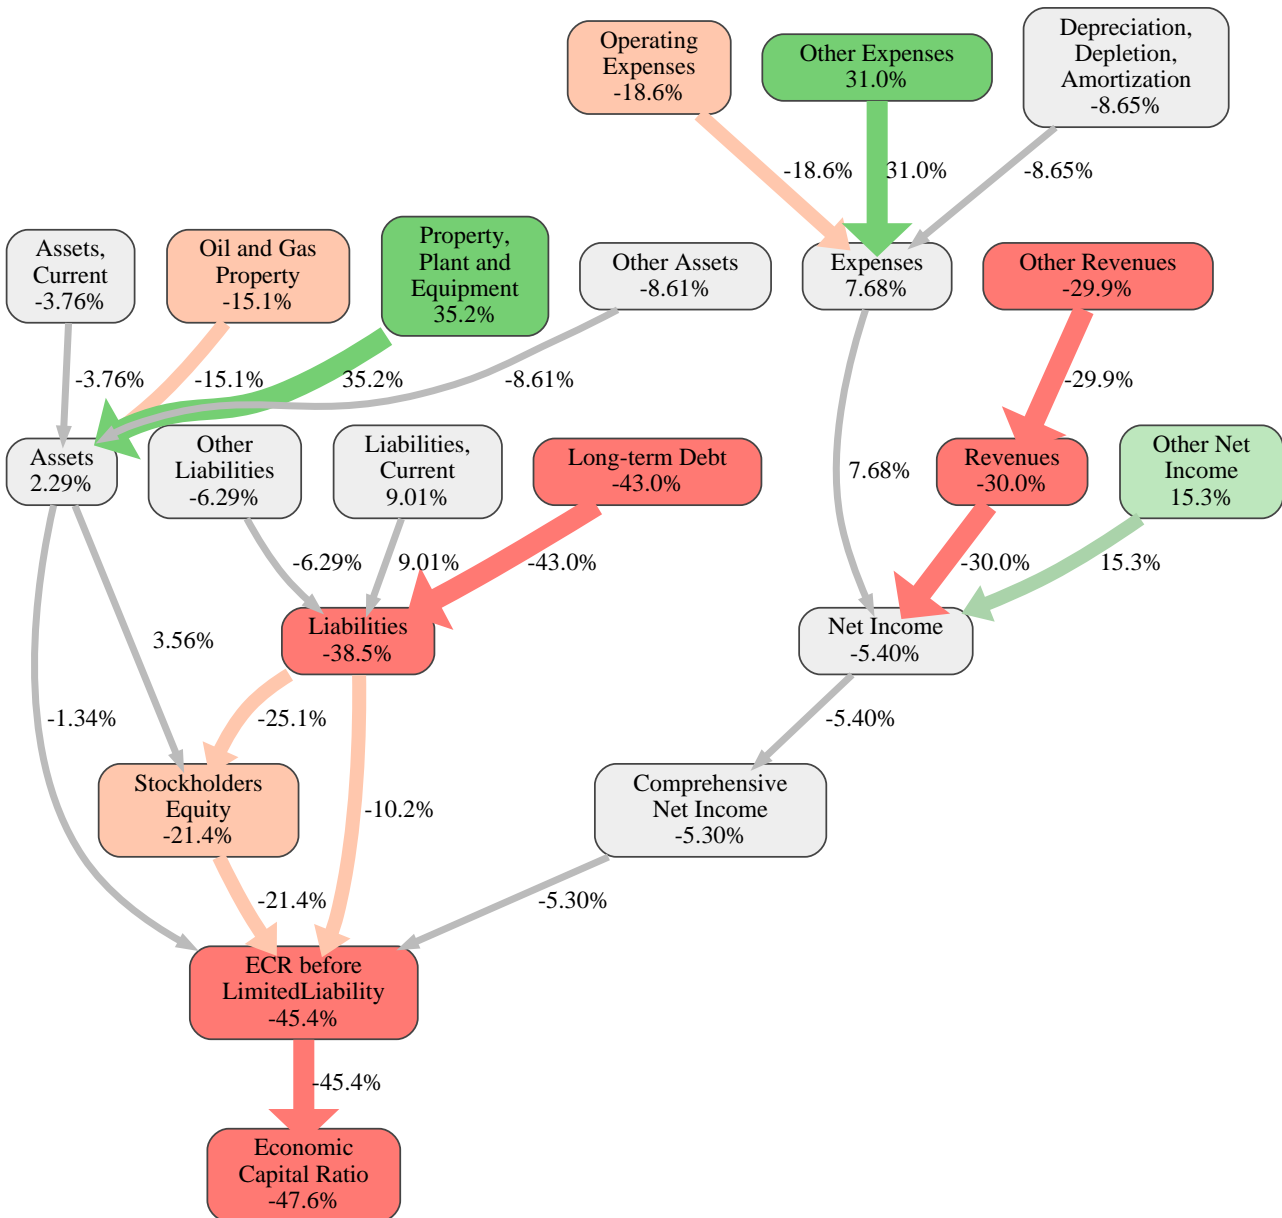 Operating
Expenses
-18.6%
Other Expenses
31.0%
Depreciation,
Depletion,
Amortization
-8.65%
-18.6%
31.0%
-8.65%
Assets,
Current
-3.76%
Oil and Gas
Property
-15.1%
Property,
Plant and
Equipment
35.2%
Other Assets
-8.61%
Expenses
7.68%
Other Revenues
-29.9%
-3.76%
-15.1%
35.2%
-8.61%
-29.9%
Assets
2.29%
Other
Liabilities
-6.29%
Liabilities,
Current
9.01%
Long-term Debt
-43.0%
7.68%
Revenues
-30.0%
Other Net
Income
15.3%
-6.29%
9.01%
-43.0%
-30.0%
15.3%
3.56%
Liabilities
-38.5%
Net Income
-5.40%
-1.34%
-25.1%
-5.40%
Stockholders
Equity
-21.4%
-10.2%
Comprehensive
Net Income
-5.30%
-21.4%
-5.30%
ECR before
LimitedLiability
-45.4%
-45.4%
Economic
Capital Ratio
-47.6%